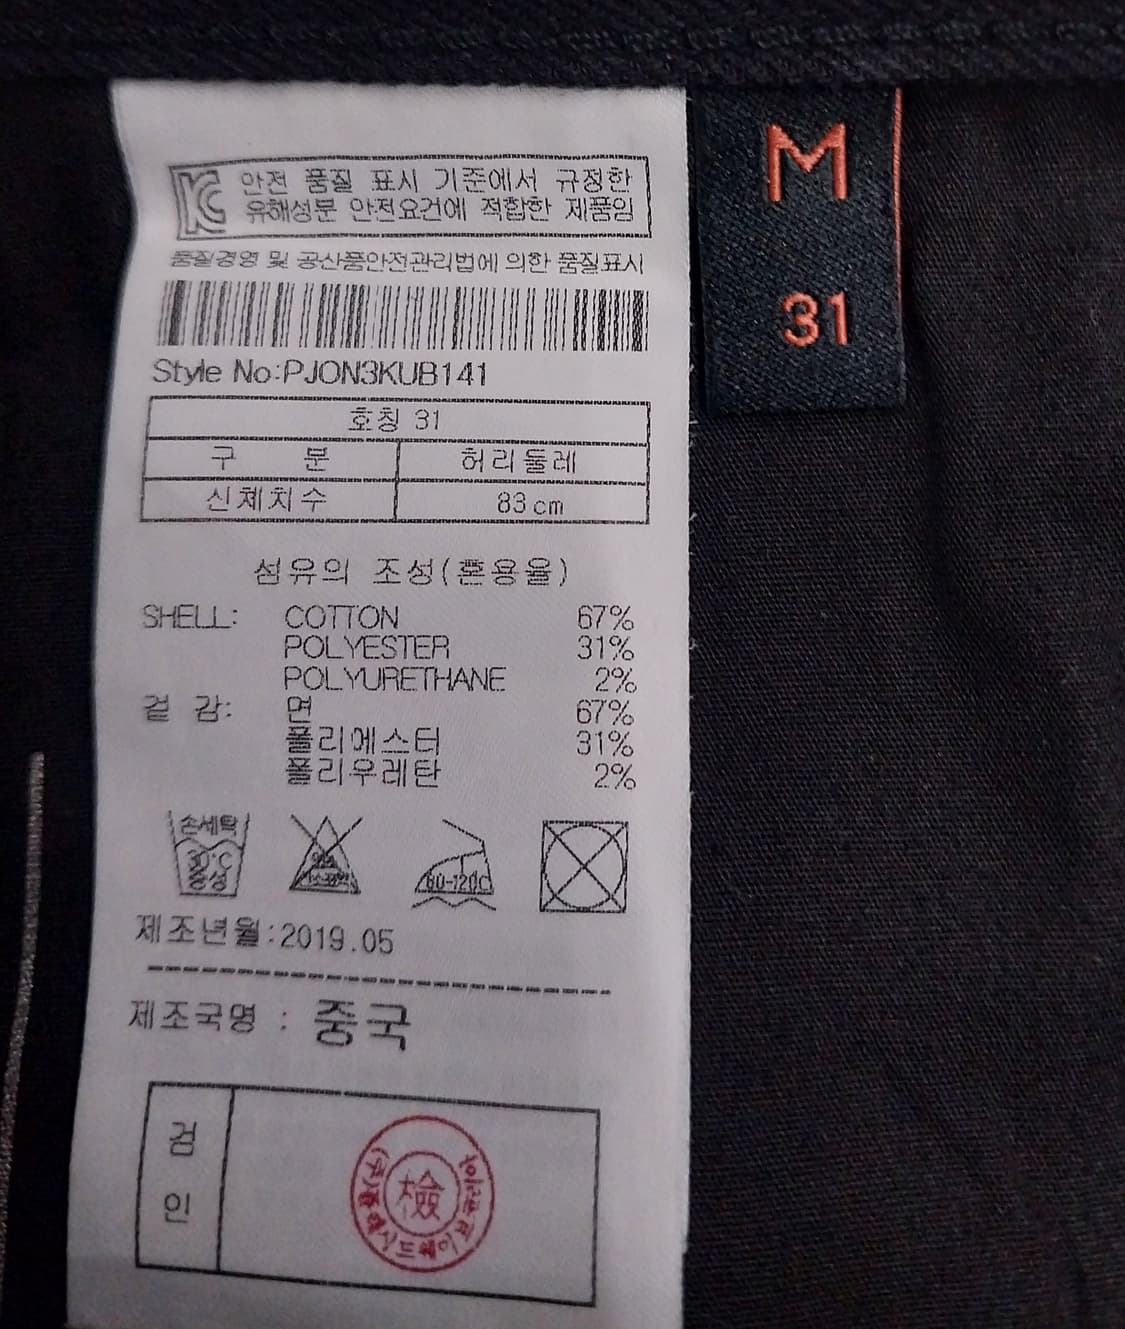 KC 안전 품질 표시 기준에서 규정한
유해성분 안전요건에 적합한 제품임
품질경영 및 공산품안전관리법에 의한 품질표시
Style No:PJON3KUB141
호칭 31
구 분 허리둘레
신체치수 83cm
섬유의 조성(혼용율)
SHELL: COTTON 67%
POLYESTER 31%
POLYURETHANE 2%
겉 감: 면 67%
폴리에스터 31%
폴리우레탄 2%
손세탁
30°C
중성
80-120C
제조년월:2019.05
제조국명 : 중국
검
인
檢
M
31